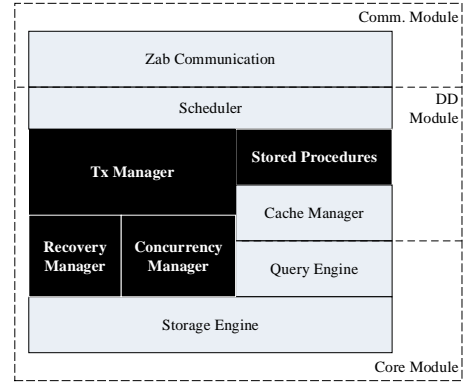 Comm. Module
Zab Communication
Scheduler
DD
Module
Tx Manager
Stored Procedures
Cache Manager
Recovery
Manager
Concurrency
Manager
Query Engine
Storage Engine
Core Module